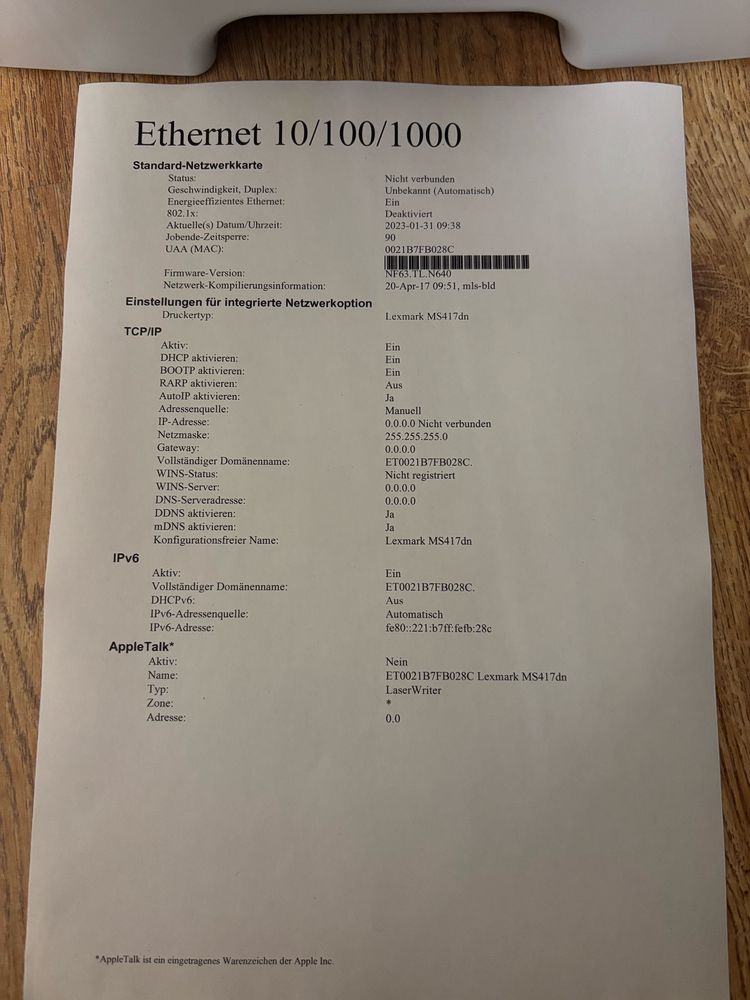 Ethernet 10/100/1000
Standard-Netzwerkkarte
Status: Nicht verbunden
Geschwindigkeit, Duplex: Unbekannt (Automatisch)
Energieeffizientes Ethernet: Ein
802.1x: Deaktiviert
Aktuelle(s) Datum/Uhrzeit: 2023-01-31 09:38
Jobende-Zeitsperre: 90
UAA (MAC): 0021B7FB028C
Firmware-Version: NF63.TL.N640
Netzwerk-Kompilierungsinformation: 20-Apr-17 09:51, mls-bld
Einstellungen für integrierte Netzwerkoption
Druckertyp: Lexmark MS417dn
TCP/IP
Aktiv: Ein
DHCP aktivieren: Ein
BOOTP aktivieren: Ein
RARP aktivieren: Aus
AutoIP aktivieren: Ja
Adressenquelle: Manuell
IP-Adresse: 0.0.0.0 Nicht verbunden
Netzmaske: 255.255.255.0
Gateway: 0.0.0.0
Vollständiger Domänenname: ET0021B7FB028C.
WINS-Status: Nicht registriert
WINS-Server: 0.0.0.0
DNS-Serveradresse: 0.0.0.0
DDNS aktivieren: Ja
mDNS aktivieren: Ja
Konfigurationsfreier Name: Lexmark MS417dn
IPv6
Aktiv: Ein
Vollständiger Domänenname: ET0021B7FB028C.
DHCPv6: Aus
IPv6-Adressenquelle: Automatisch
IPv6-Adresse: fe80::221:b7ff:fefb:28c
AppleTalk*
Aktiv: Nein
Name: ET0021B7FB028C Lexmark MS417dn
Typ: LaserWriter
Zone: *
Adresse: 0.0
*AppleTalk ist ein eingetragenes Warenzeichen der Apple Inc.